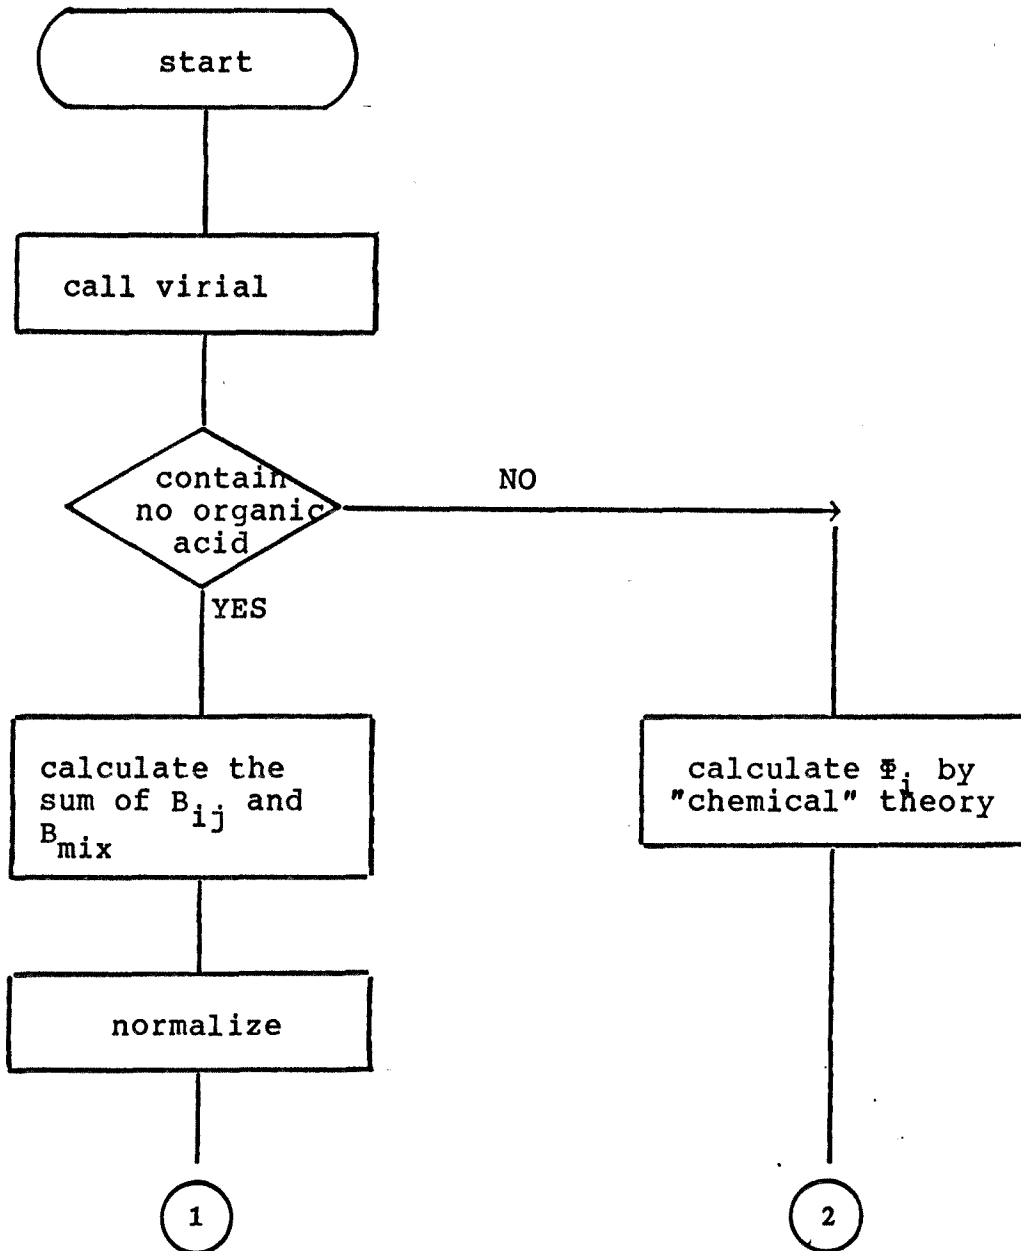 start
call virial
contain
no organic
acid
NO
YES
calculate the
sum of B_ij and
B_mix
calculate Φ_i by
"chemical" theory
normalize
1
2